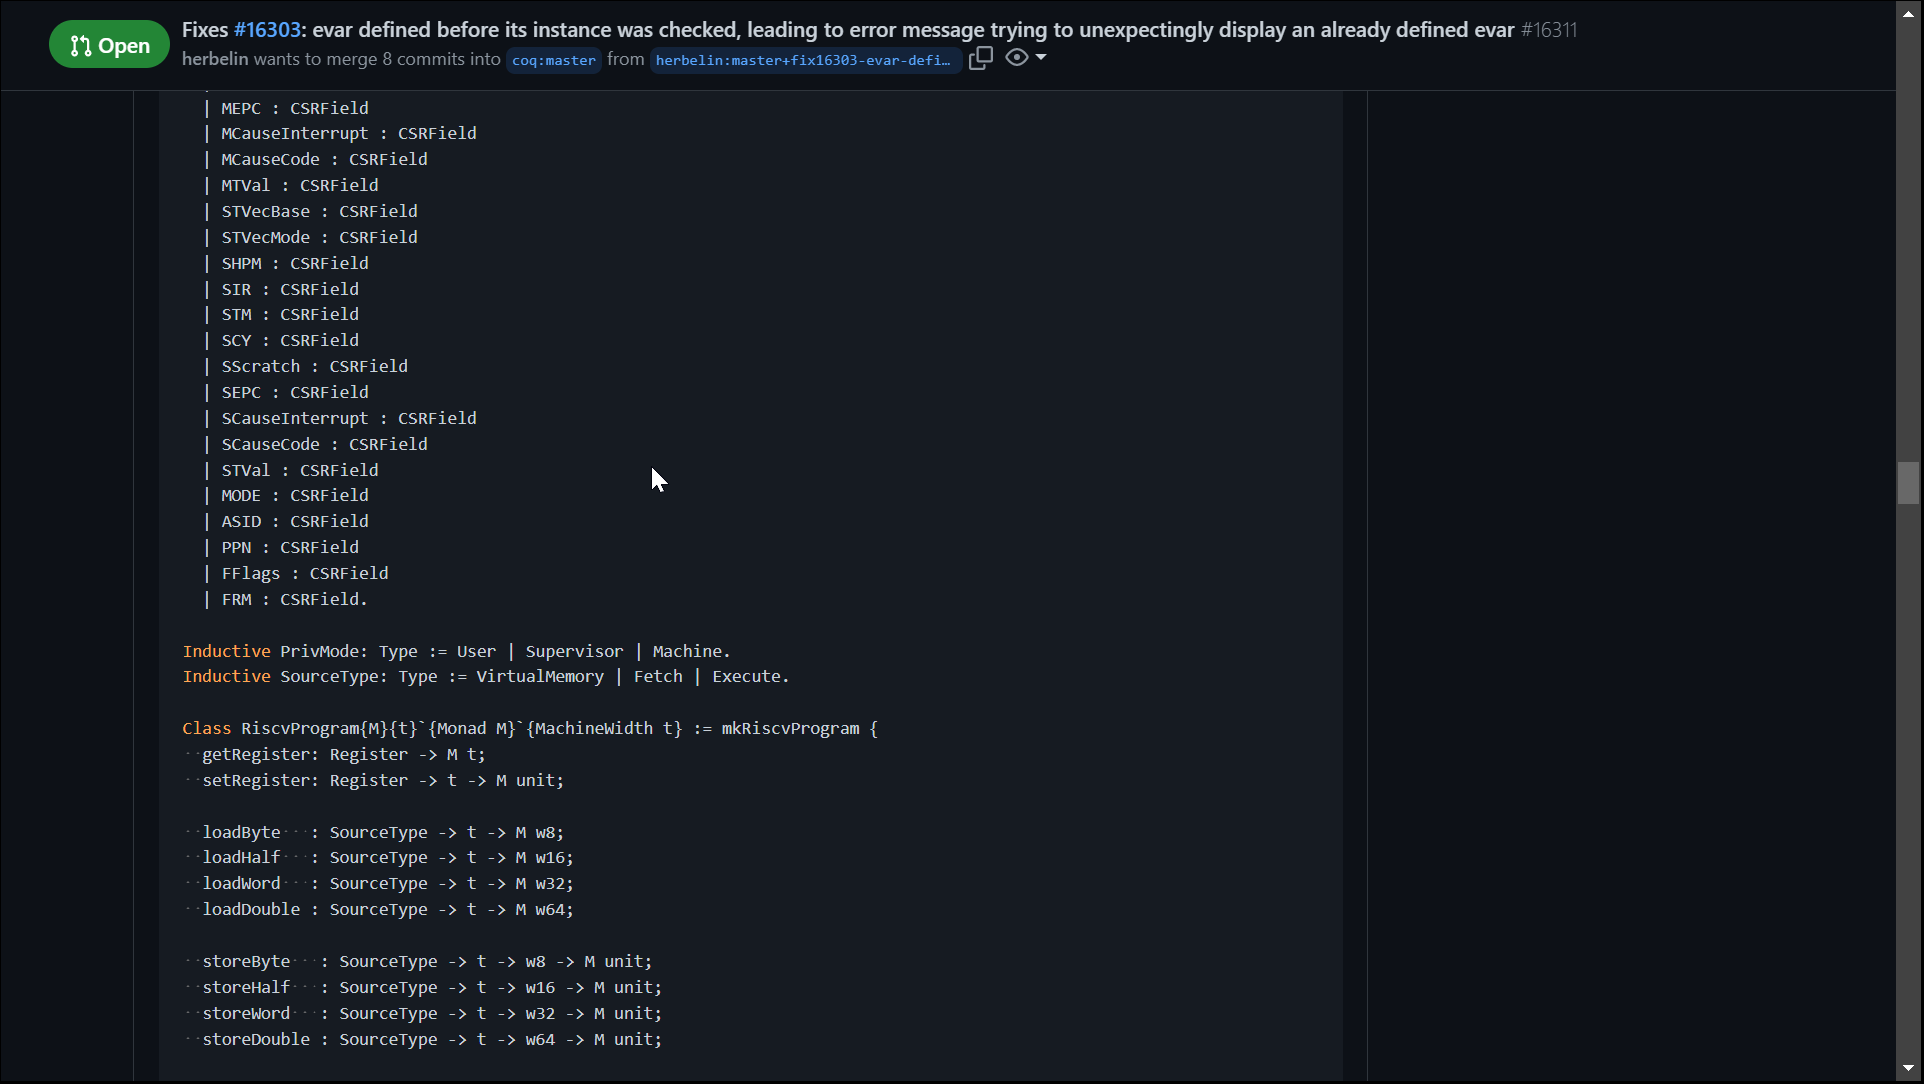 Open
Fixes #16303: evar defined before its instance was checked, leading to error message trying to unexpectingly display an already defined evar #16311
herbelin wants to merge 8 commits into coq:master from herbelin:master+fix16303-evar-defi…
| MEPC : CSRField
| MCauseInterrupt : CSRField
| MCauseCode : CSRField
| MTVal : CSRField
| STVecBase : CSRField
| STVecMode : CSRField
| SHPM : CSRField
| SIR : CSRField
| STM : CSRField
| SCY : CSRField
| SScratch : CSRField
| SEPC : CSRField
| SCauseInterrupt : CSRField
| SCauseCode : CSRField
| STVal : CSRField
| MODE : CSRField
| ASID : CSRField
| PPN : CSRField
| FFlags : CSRField
| FRM : CSRField.
Inductive PrivMode: Type := User | Supervisor | Machine.
Inductive SourceType: Type := VirtualMemory | Fetch | Execute.
Class RiscvProgram{M}{t}`{Monad M}`{MachineWidth t} := mkRiscvProgram {
getRegister: Register -> M t;
setRegister: Register -> t -> M unit;
loadByte   : SourceType -> t -> M w8;
loadHalf   : SourceType -> t -> M w16;
loadWord   : SourceType -> t -> M w32;
loadDouble : SourceType -> t -> M w64;
storeByte   : SourceType -> t -> w8 -> M unit;
storeHalf   : SourceType -> t -> w16 -> M unit;
storeWord   : SourceType -> t -> w32 -> M unit;
storeDouble : SourceType -> t -> w64 -> M unit;